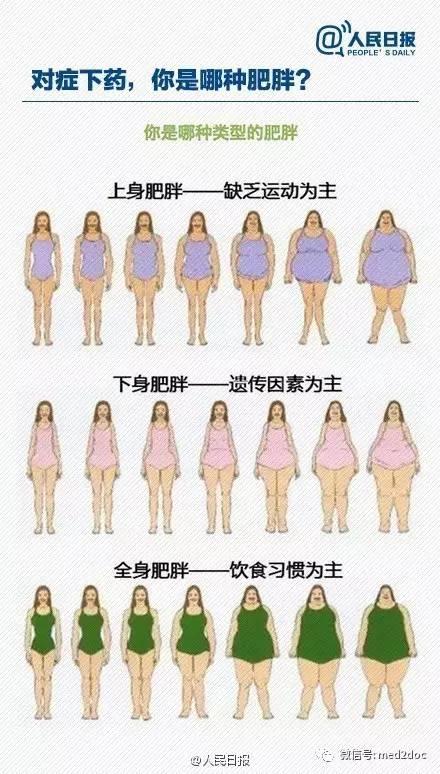 @人民日报
PEOPLE'S DAILY
对症下药，你是哪种肥胖？
你是哪种类型的肥胖
上身肥胖——缺乏运动为主
下身肥胖——遗传因素为主
全身肥胖——饮食习惯为主
@人民日报
微信号: med2doc